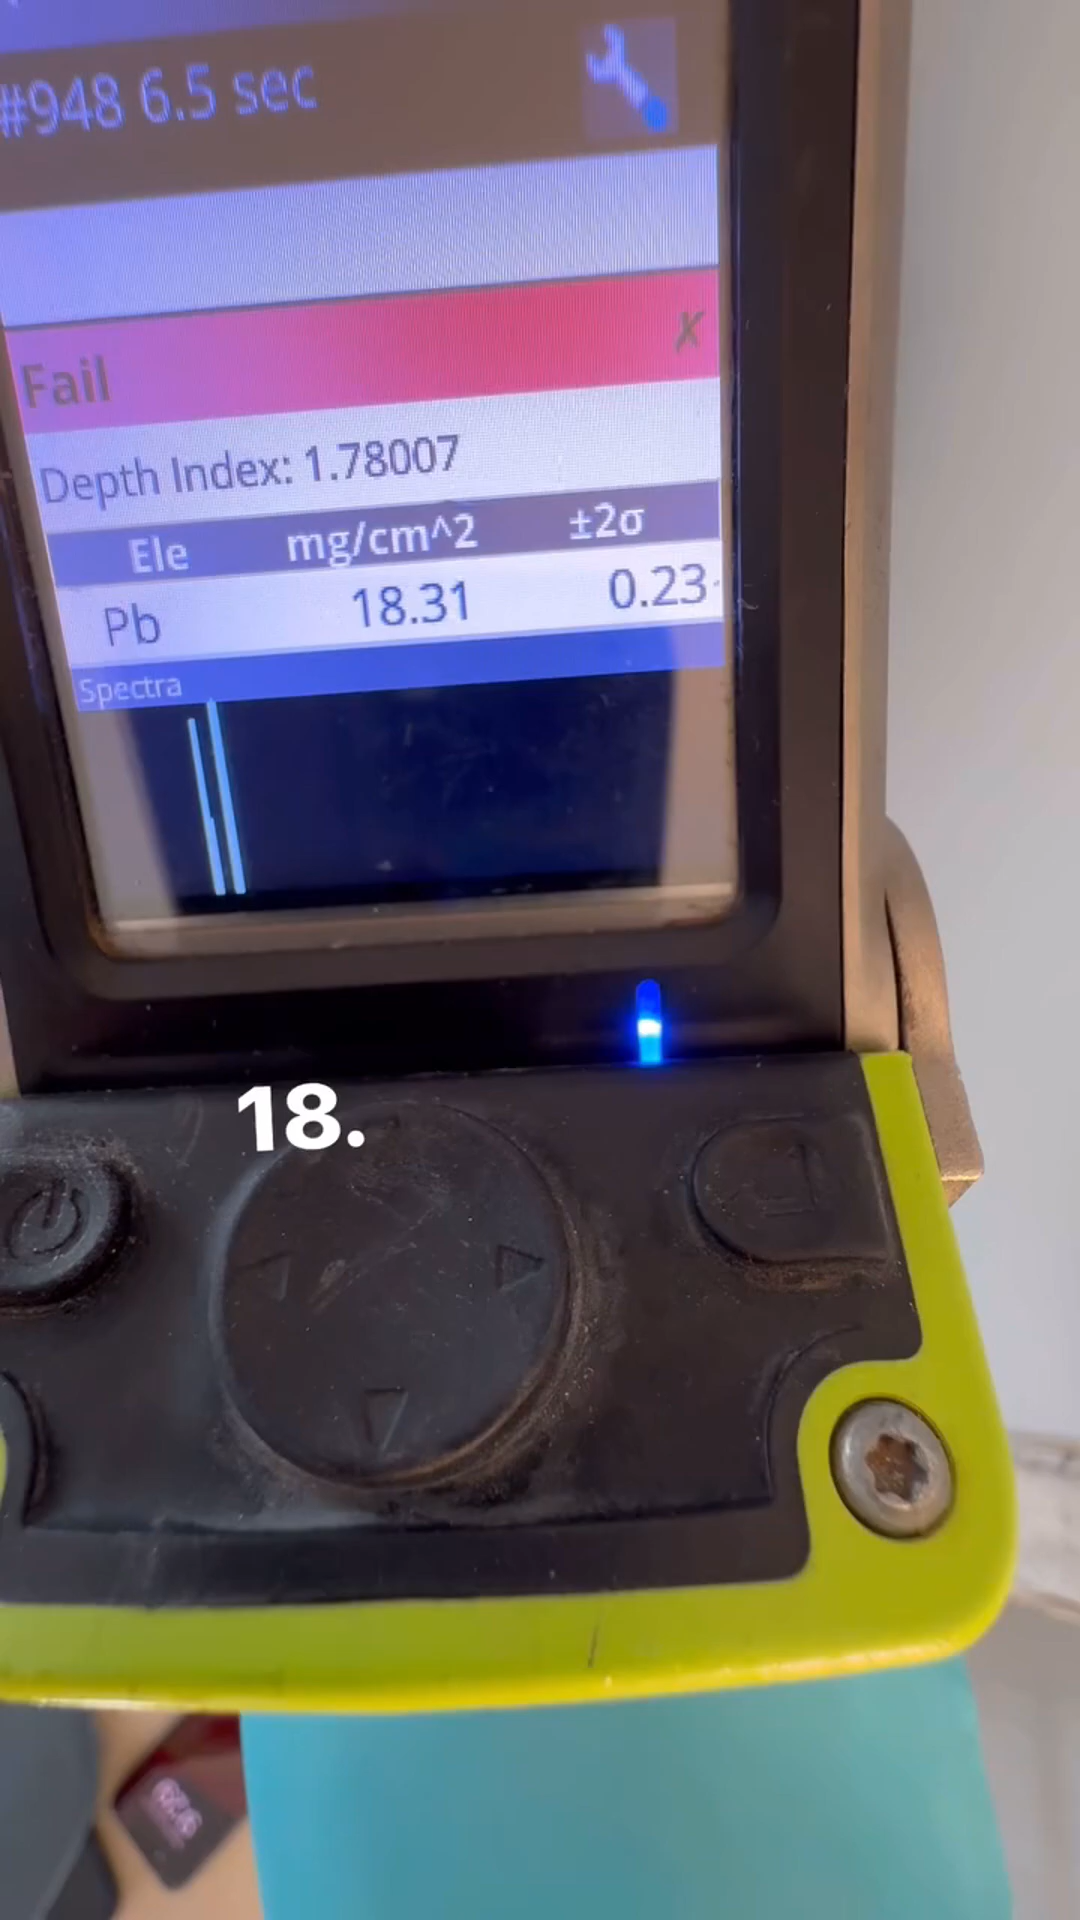 #948 6.5 sec
Fail X
Depth Index: 1.78007
Ele mg/cm^2 ±2σ
Pb 18.31 0.23
Spectra
18.